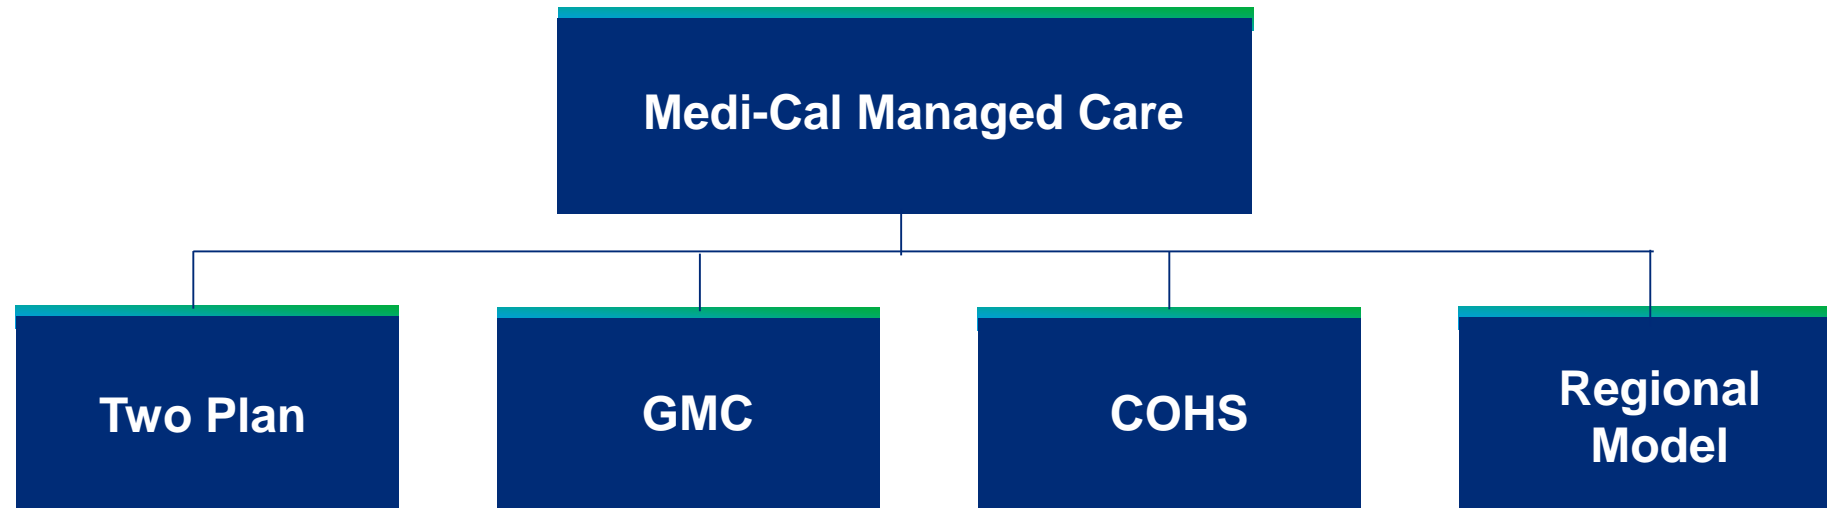 Medi-Cal Managed Care
Two Plan
GMC
COHS
Regional
Model